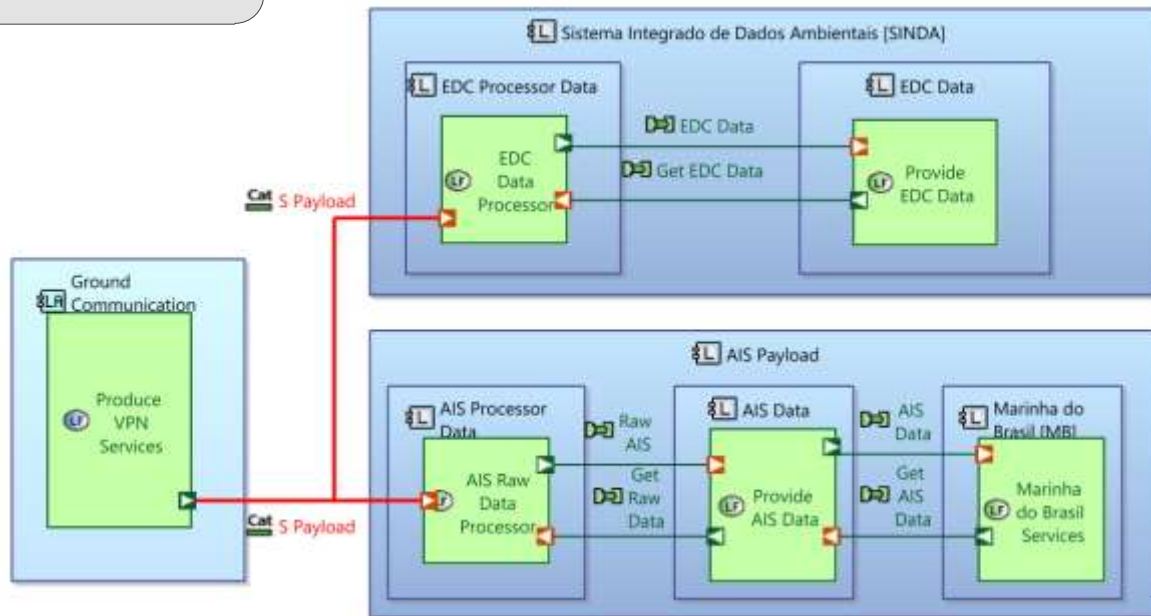 Sistema Integrado de Dados Ambientais [SINDA]
EDC Processor Data
EDC Data
EDC
Data
Processor
EDC Data
Get EDC Data
Provide
EDC Data
Cat S Payload
Ground
LA Communication
Produce
VPN
Services
Cat S Payload
AIS Payload
AIS Processor
Data
Raw
AIS
Get
Raw
Data
AIS Raw
Data
Processor
AIS Data
Provide
AIS Data
AIS
Data
Get
AIS
Data
Marinha do
Brasil [MB]
Marinha
do Brasil
Services